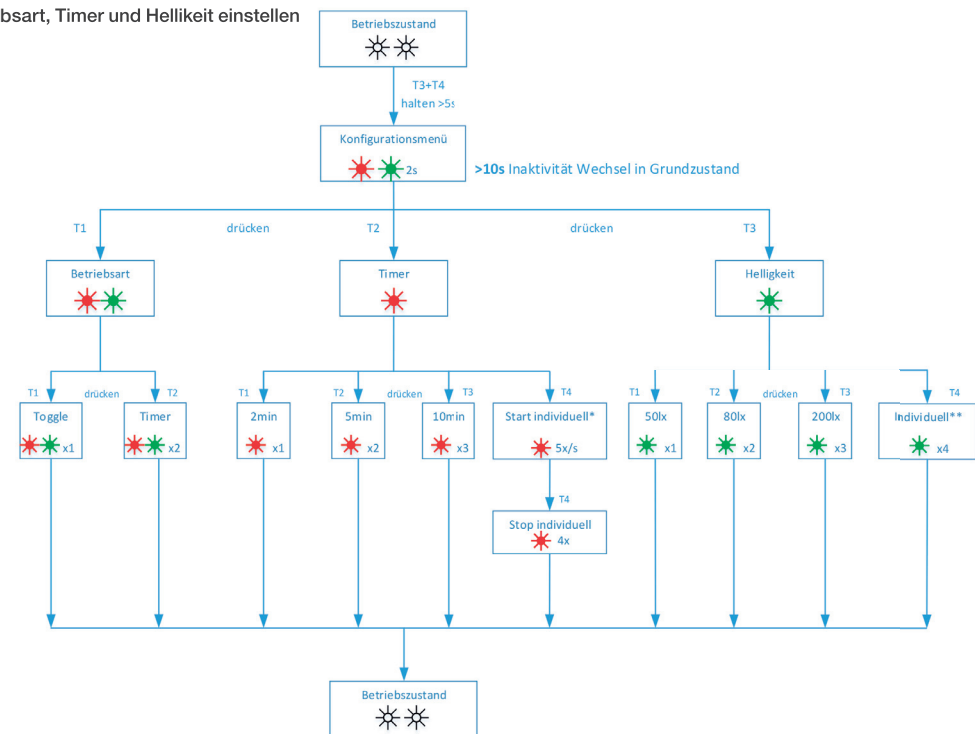 bsart, Timer und Hellikeit einstellen
Betriebszustand
T3+T4
halten >5s
Konfigurationsmenü
2s
>10s Inaktivität Wechsel in Grundzustand
T1 drücken T2 drücken T3
Betriebsart
Timer
Helligkeit
T1 drücken T2
T1 T2 drücken T3 T4
T1 T2 drücken T3 T4
Toggle
x1
Timer
x2
2min
x1
5min
x2
10min
x3
Start individuell*
5x/s
50lx
x1
80lx
x2
200lx
x3
Individuell**
x4
T4
Stop individuell
4x
Betriebszustand